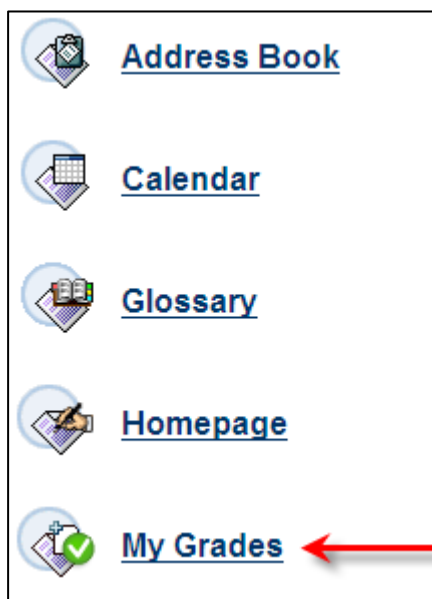 Address Book
Calendar
Glossary
Homepage
My Grades